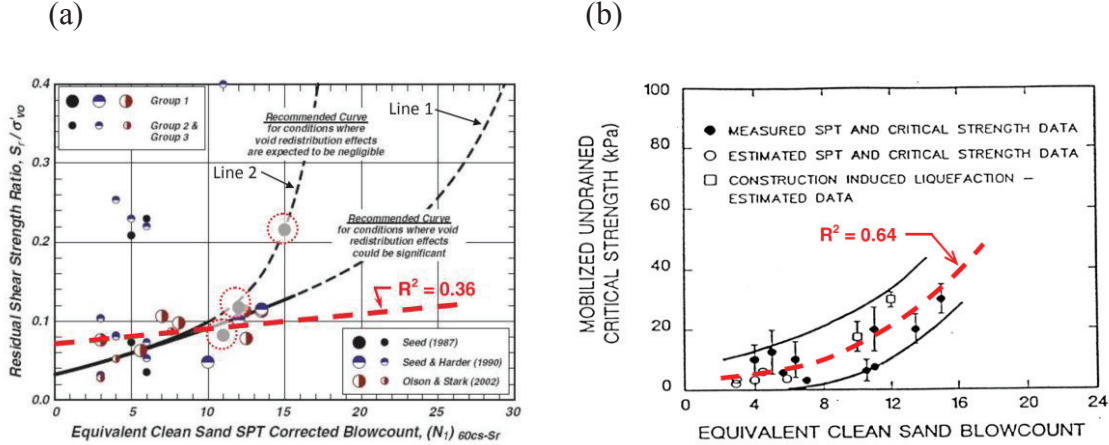 (a)
Residual Shear Strength Ratio, Sr / σ'vo
0.4
0.3
0.2
0.1
0.0
Group 1
Group 2 &
Group 3
Recommended Curve
for conditions where
void redistribution effects
are expected to be negligible
Line 1
Line 2
Recommended Curve
for conditions where void
redistribution effects
could be significant
R² = 0.36
Seed (1987)
Seed & Harder (1990)
Olson & Stark (2002)
0 5 10 15 20 25 30
Equivalent Clean Sand SPT Corrected Blowcount, (N1) 60cs-Sr
(b)
MOBILIZED UNDRAINED
CRITICAL STRENGTH (kPa)
100
80
60
40
20
0
MEASURED SPT AND CRITICAL STRENGTH DATA
ESTIMATED SPT AND CRITICAL STRENGTH DATA
CONSTRUCTION INDUCED LIQUEFACTION –
ESTIMATED DATA
R² = 0.64
0 4 8 12 16 20 24
EQUIVALENT CLEAN SAND BLOWCOUNT